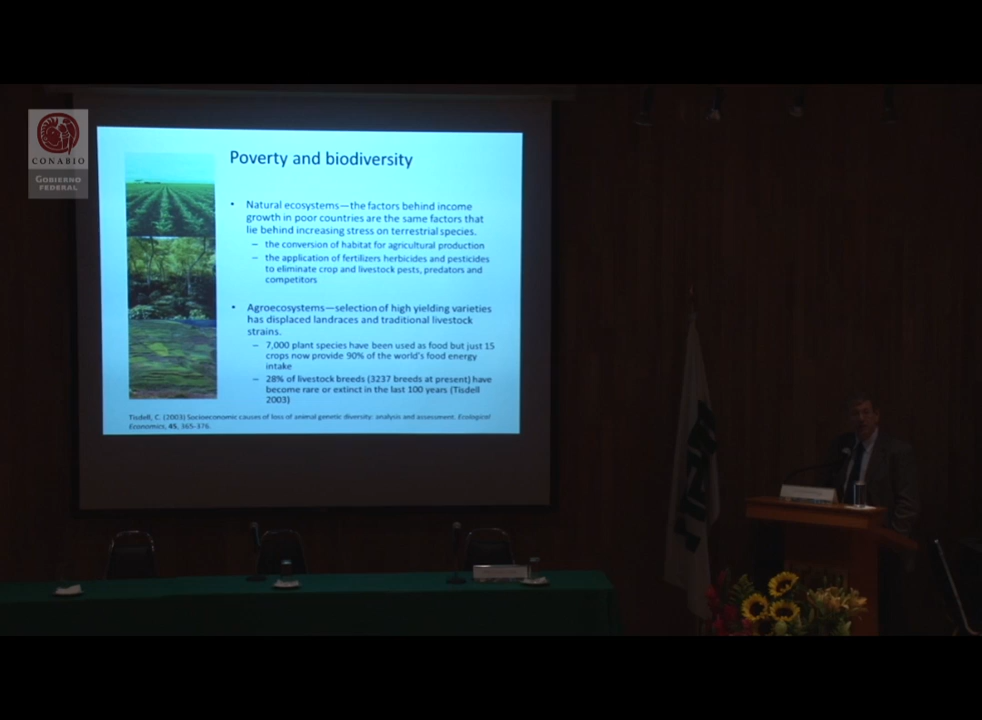 CONABIO
GOBIERNO
FEDERAL
Poverty and biodiversity
• Natural ecosystems—the factors behind income
growth in poor countries are the same factors that
lie behind increasing stress on terrestrial species.
– the conversion of habitat for agricultural production
– the application of fertilizers herbicides and pesticides
to eliminate crop and livestock pests, predators and
competitors
• Agroecosystems—selection of high yielding varieties
has displaced landraces and traditional livestock
strains.
– 7,000 plant species have been used as food but just 15
crops now provide 90% of the world's food energy
intake
– 28% of livestock breeds (3237 breeds at present) have
become rare or extinct in the last 100 years (Tisdell
2003)
Tisdell, C. (2003) Socioeconomic causes of loss of animal genetic diversity: analysis and assessment. Ecological
Economics, 45, 365-376.